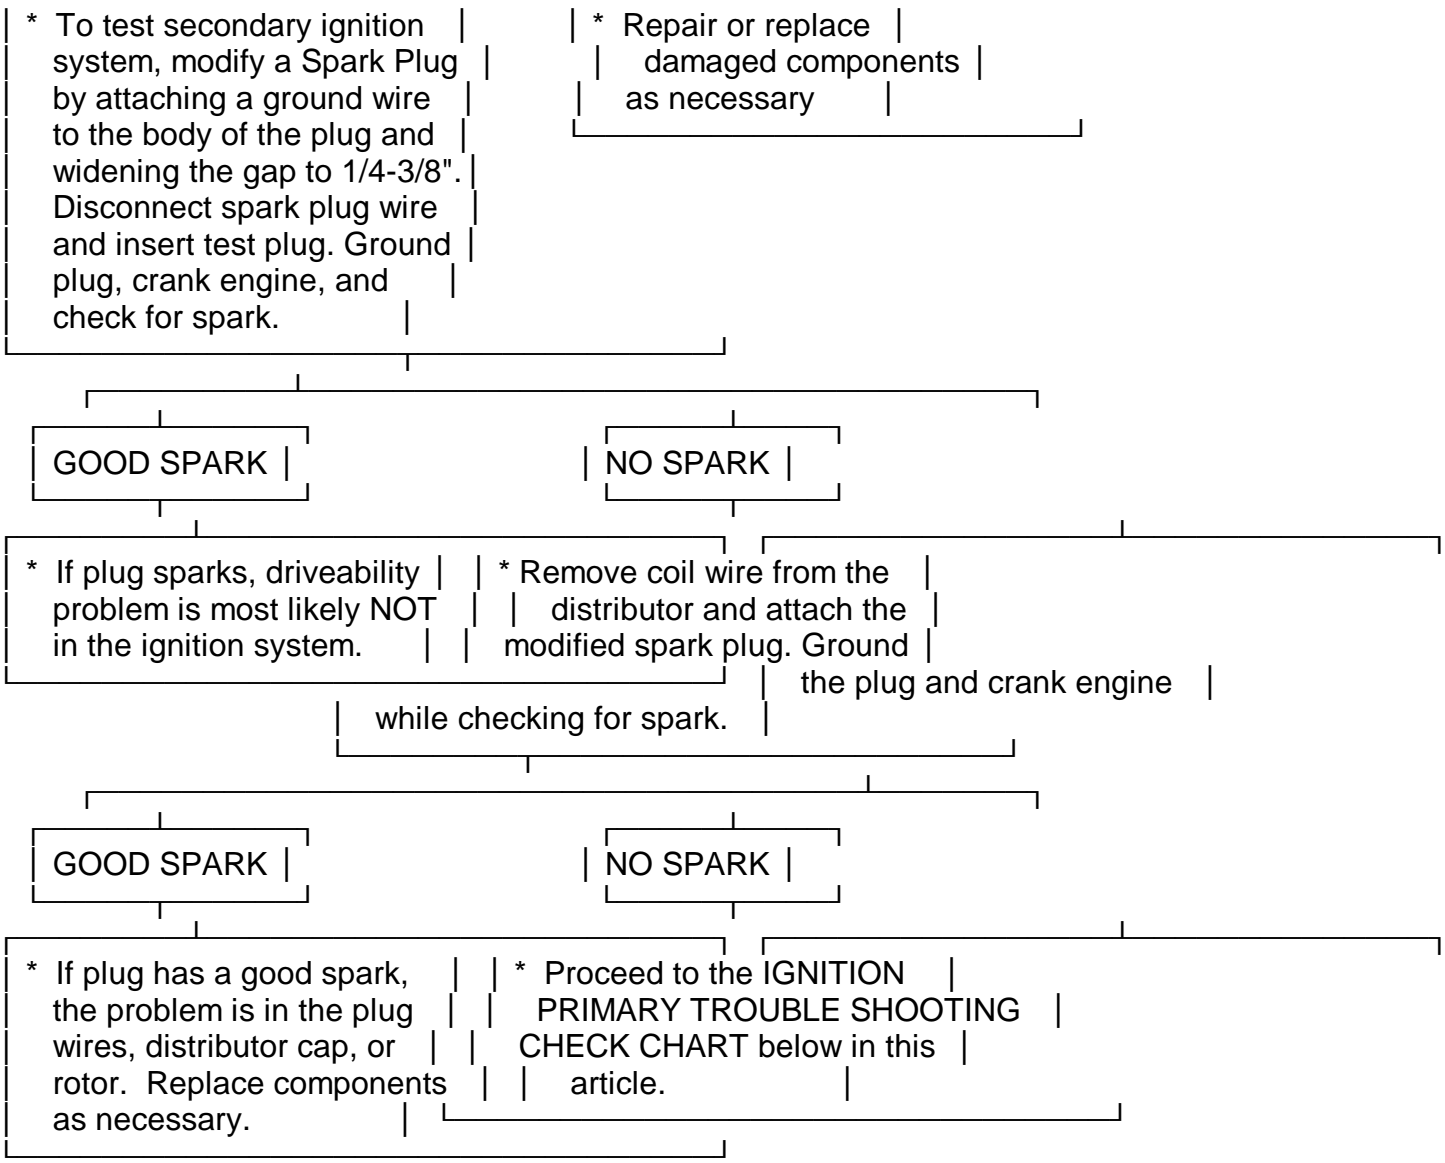 * To test secondary ignition
system, modify a Spark Plug
by attaching a ground wire
to the body of the plug and
widening the gap to 1/4-3/8".
Disconnect spark plug wire
and insert test plug. Ground
plug, crank engine, and
check for spark.
* Repair or replace
damaged components
as necessary
GOOD SPARK
NO SPARK
* If plug sparks, driveability
problem is most likely NOT
in the ignition system.
* Remove coil wire from the
distributor and attach the
modified spark plug. Ground
the plug and crank engine
while checking for spark.
GOOD SPARK
NO SPARK
* If plug has a good spark,
the problem is in the plug
wires, distributor cap, or
rotor. Replace components
as necessary.
* Proceed to the IGNITION
PRIMARY TROUBLE SHOOTING
CHECK CHART below in this
article.